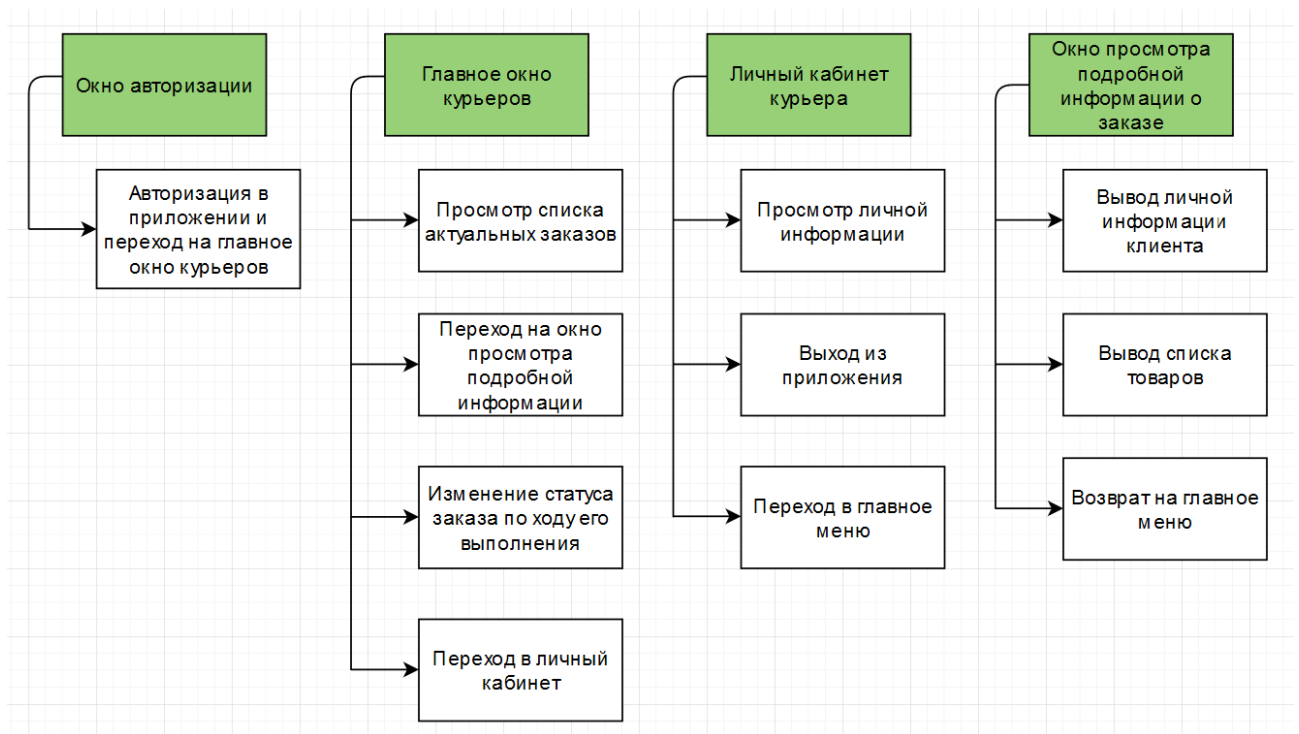 Окно авторизации
Авторизация в
приложении и
переход на главное
окно курьеров
Главное окно
курьеров
Просмотр списка
актуальных заказов
Переход на окно
просмотра
подробной
информации
Изменение статуса
заказа по ходу его
выполнения
Переход в личный
кабинет
Личный кабинет
курьера
Просмотр личной
информации
Выход из
приложения
Переход в главное
меню
Окно просмотра
подробной
информации о
заказе
Вывод личной
информации
клиента
Вывод списка
товаров
Возврат на главное
меню